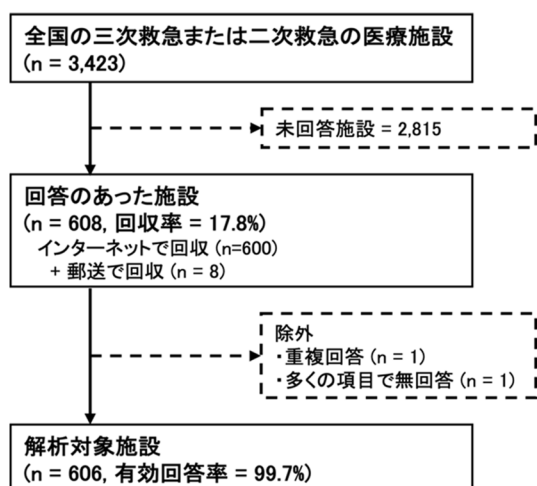 全国の三次救急または二次救急の医療施設
(n = 3,423)
未回答施設 = 2,815
回答のあった施設
(n = 608, 回収率 = 17.8%)
インターネットで回収 (n=600)
+ 郵送で回収 (n = 8)
除外
・重複回答 (n = 1)
・多くの項目で無回答 (n = 1)
解析対象施設
(n = 606, 有効回答率 = 99.7%)